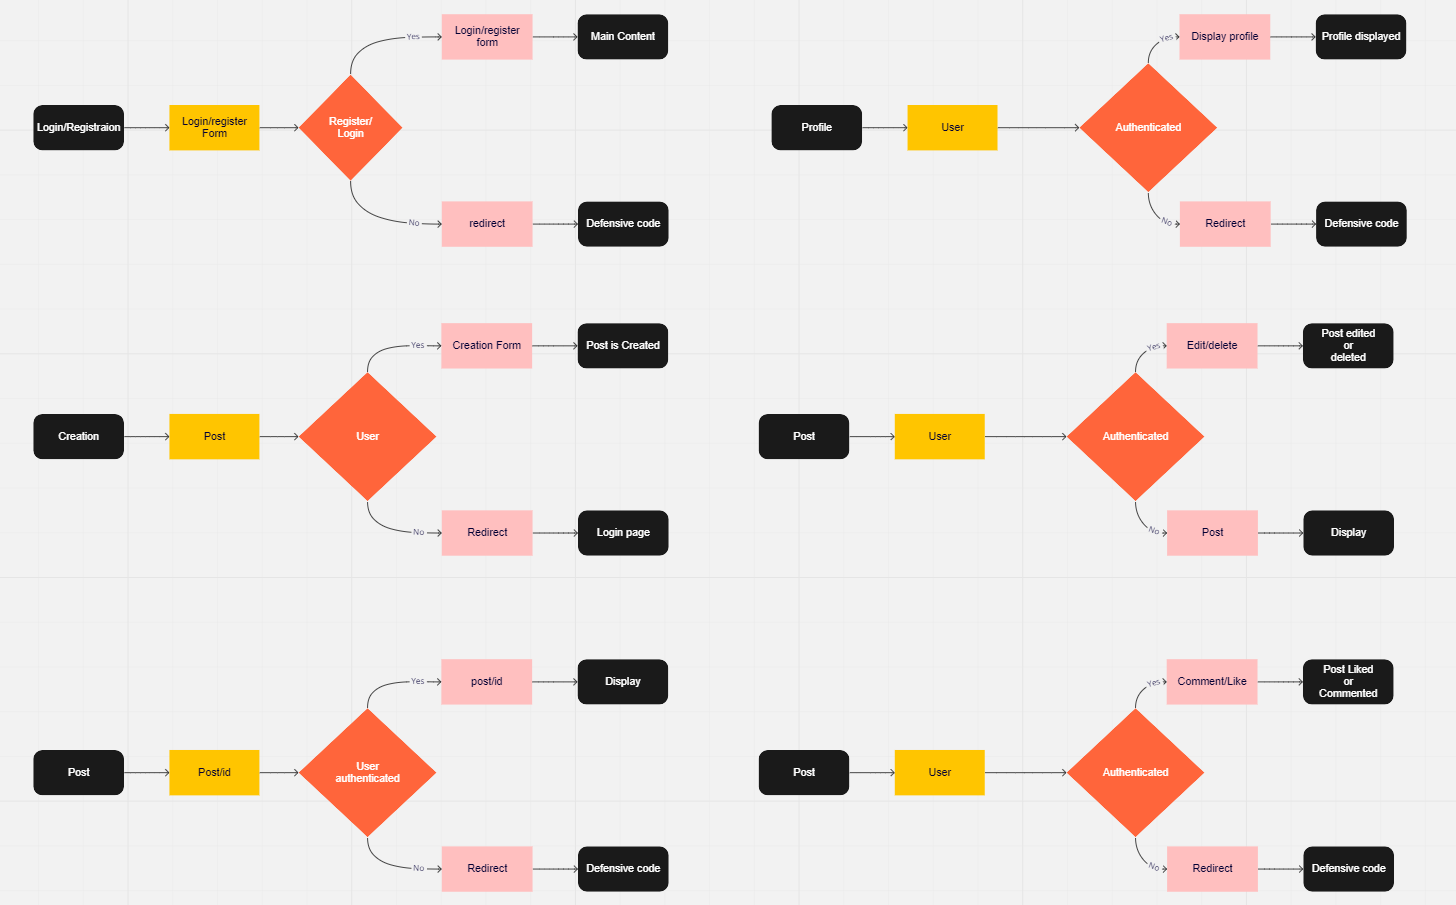 Login/Registraion
Login/register
Form
Register/
Login
Yes
Login/register
form
Main Content
No
redirect
Defensive code
Profile
User
Authenticated
Yes
Display profile
Profile displayed
No
Redirect
Defensive code
Creation
Post
User
Yes
Creation Form
Post is Created
No
Redirect
Login page
Post
User
Authenticated
Yes
Edit/delete
Post edited
or
deleted
No
Post
Display
Post
Post/id
User
authenticated
Yes
post/id
Display
No
Redirect
Defensive code
Post
User
Authenticated
Yes
Comment/Like
Post Liked
or
Commented
No
Redirect
Defensive code